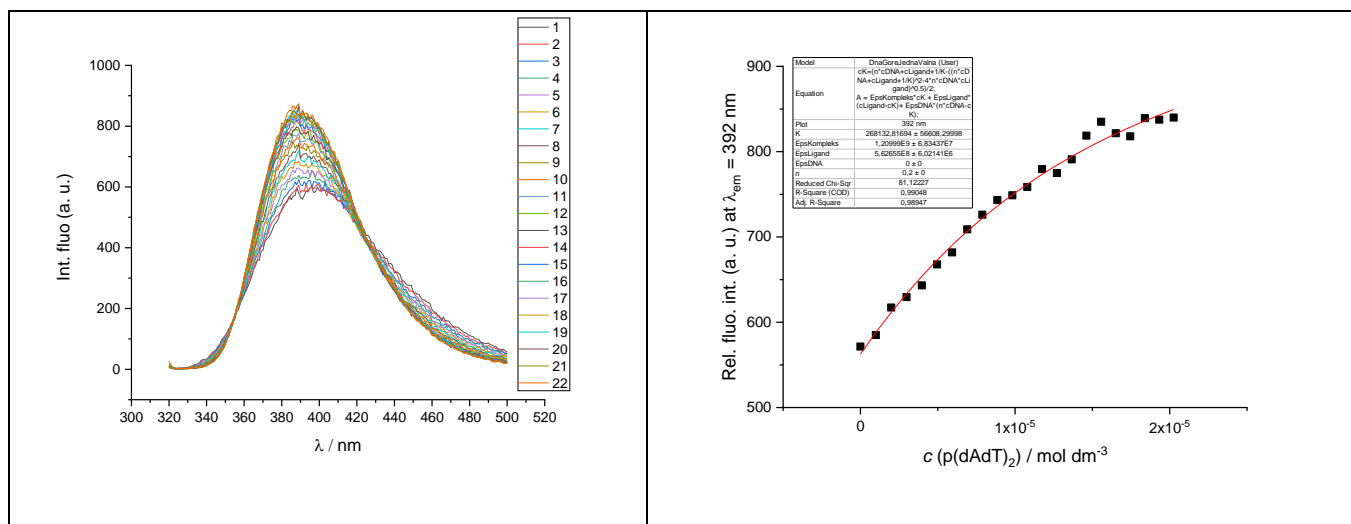 1
2
3
4
5
6
7
8
9
10
11
12
13
14
15
16
17
18
19
20
21
22
1000
800
600
400
200
0
Int. fluo (a. u.)
300 320 340 360 380 400 420 440 460 480 500 520
λ / nm
Model DnaGoreJednaValna (User)
Equation cK=(n*cDNA+cLigand+1/K-((n*cD
NA+cLigand+1/K)^2-4*n*cDNA*cLi
gand)^0.5)/2;
A = EpsKompleks*cK + EpsLigand*
(cLigand-cK)+ EpsDNA*(n*cDNA-c
K);
Plot 392 nm
K 268132,81694 ± 56608,29998
EpsKompleks 1,20999E9 ± 6,83437E7
EpsLigand 5,62655E8 ± 6,02141E6
EpsDNA 0 ± 0
n 0,2 ± 0
Reduced Chi-Sqr 81,12227
R-Square (COD) 0,99048
Adj. R-Square 0,98947
900
800
700
600
500
Rel. fluo. int. (a. u.) at λem = 392 nm
0 1x10-5 2x10-5
c (p(dAdT)2) / mol dm-3